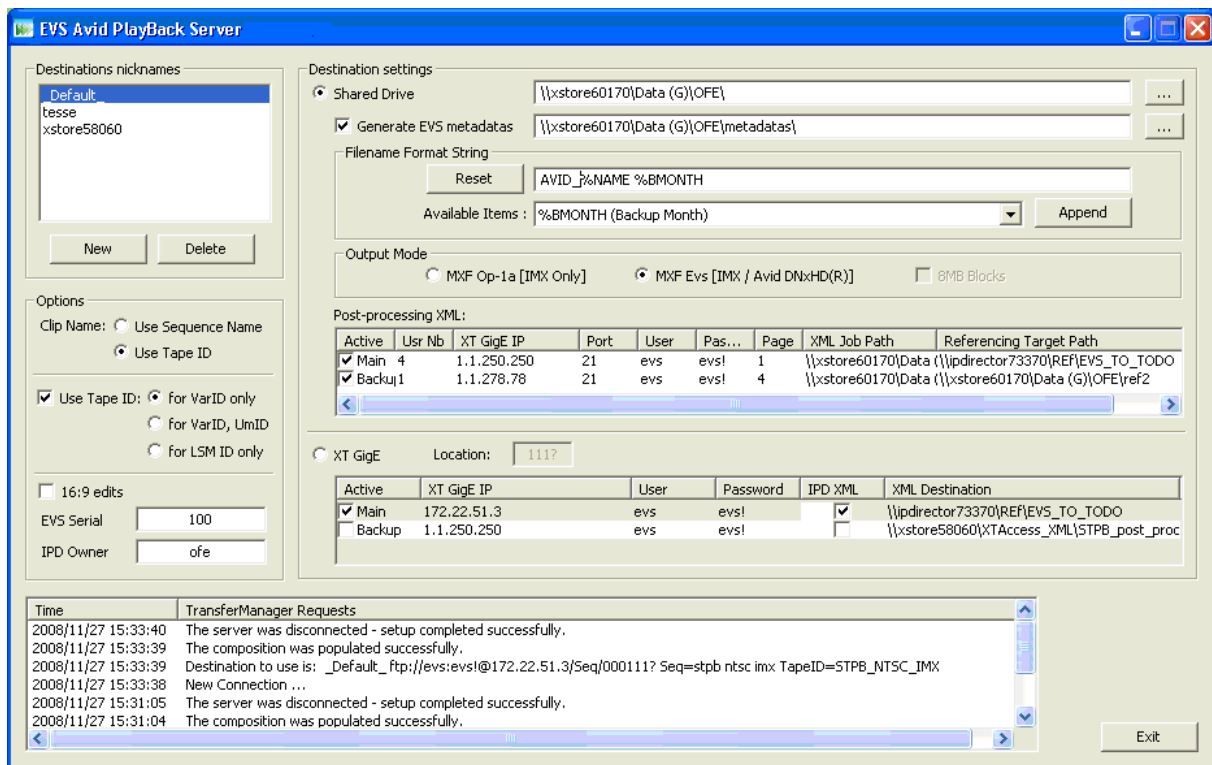 EVS Avid PlayBack Server
Destinations nicknames
_Default_
tesse
xstore58060
New Delete
Options
Clip Name: Use Sequence Name
Use Tape ID
Use Tape ID: for VarID only
for VarID, UmID
for LSM ID only
16:9 edits
EVS Serial 100
IPD Owner ofe
Destination settings
Shared Drive \\xstore60170\Data (G)\OFE\ ...
Generate EVS metadatas \\xstore60170\Data (G)\OFE\metadatas\ ...
Filename Format String
Reset AVID_%NAME %BMONTH
Available Items : %BMONTH (Backup Month) Append
Output Mode
MXF Op-1a [IMX Only] MXF Evs [IMX / Avid DNxHD(R)] 8MB Blocks
Post-processing XML:
Active Usr Nb XT GigE IP Port User Pas... Page XML Job Path Referencing Target Path
Main 4 1.1.250.250 21 evs evs! 1 \\xstore60170\Data (\\ipdirector73370\REf\EVS_TO_TODO
Backup 1 1.1.278.78 21 evs evs! 4 \\xstore60170\Data (\\xstore60170\Data (G)\OFE\ref2
XT GigE Location: 111?
Active XT GigE IP User Password IPD XML XML Destination
Main 172.22.51.3 evs evs! \\ipdirector73370\REf\EVS_TO_TODO
Backup 1.1.250.250 evs evs! \\xstore58060\XTAccess_XML\STPB_post_proc
Time TransferManager Requests
2008/11/27 15:33:40 The server was disconnected - setup completed successfully.
2008/11/27 15:33:39 The composition was populated successfully.
2008/11/27 15:33:39 Destination to use is: _Default_ ftp://evs:evs!@172.22.51.3/Seq/000111? Seq=stpb ntsc imx TapeID=STPB_NTSC_IMX
2008/11/27 15:33:38 New Connection ...
2008/11/27 15:31:05 The server was disconnected - setup completed successfully.
2008/11/27 15:31:04 The composition was populated successfully.
Exit